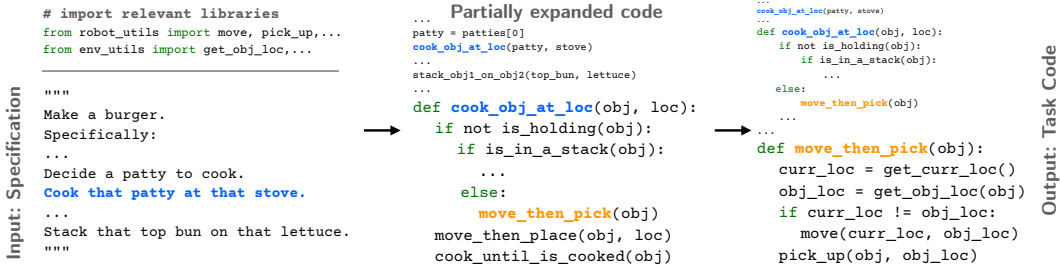 Input: Specification
# import relevant libraries
from robot_utils import move, pick_up,...
from env_utils import get_obj_loc,...
"""
Make a burger.
Specifically:
...
Decide a patty to cook.
Cook that patty at that stove.
...
Stack that top bun on that lettuce.
"""
Partially expanded code
...
patty = patties[0]
cook_obj_at_loc(patty, stove)
...
stack_obj1_on_obj2(top_bun, lettuce)
...
def cook_obj_at_loc(obj, loc):
if not is_holding(obj):
if is_in_a_stack(obj):
...
else:
move_then_pick(obj)
move_then_place(obj, loc)
cook_until_is_cooked(obj)
...
cook_obj_at_loc(patty, stove)
...
def cook_obj_at_loc(obj, loc):
if not is_holding(obj):
if is_in_a_stack(obj):
...
else:
move_then_pick(obj)
...
...
def move_then_pick(obj):
curr_loc = get_curr_loc()
obj_loc = get_obj_loc(obj)
if curr_loc != obj_loc:
move(curr_loc, obj_loc)
pick_up(obj, obj_loc)
Output: Task Code